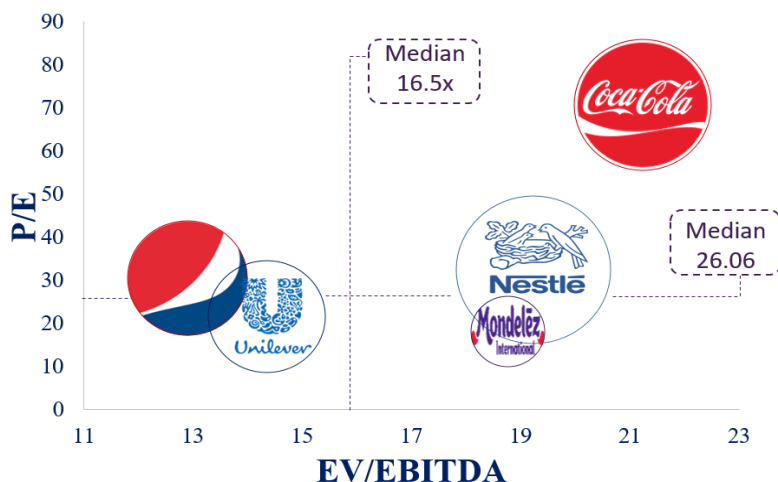 90
80
70
60
50
40
30
20
10
0
P/E
Median
16.5x
Coca-Cola
Median
26.06
Nestlé
Unilever
Mondelēz
International
11
13
15
17
19
21
23
EV/EBITDA